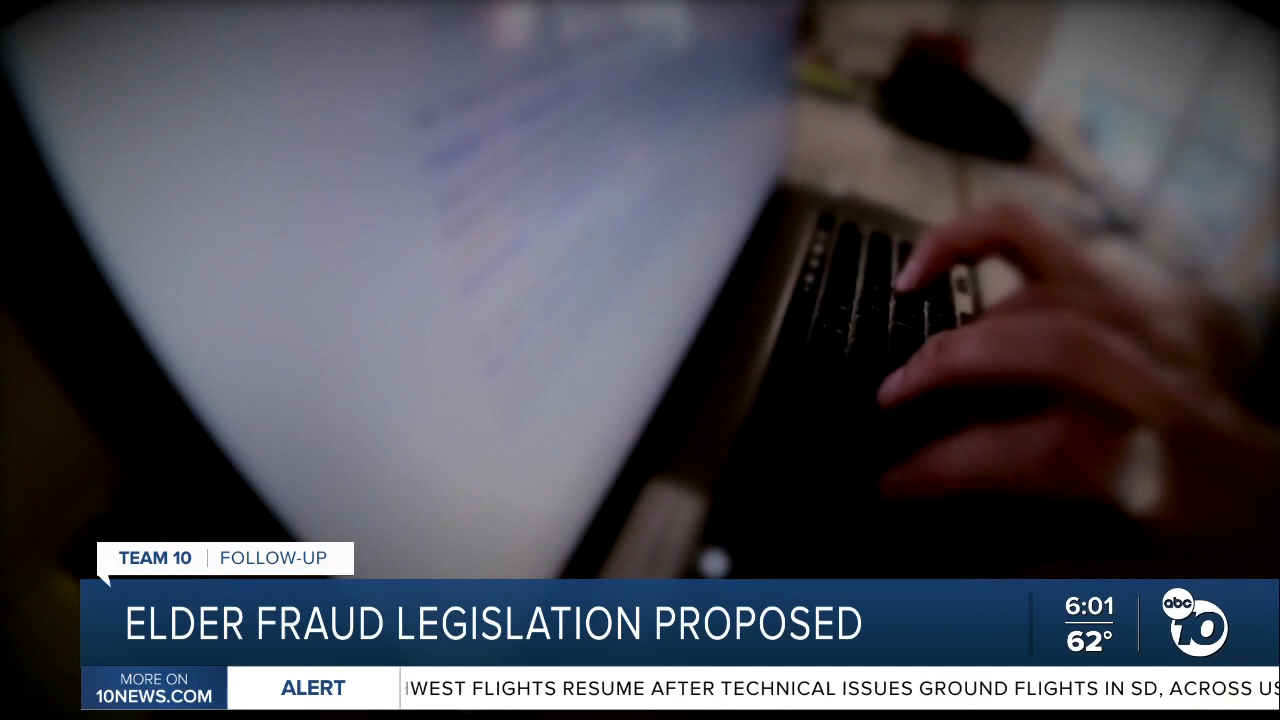 TEAM 10 | FOLLOW-UP
ELDER FRAUD LEGISLATION PROPOSED
6:01
62°
abc 10
MORE ON
10NEWS.COM
ALERT
WEST FLIGHTS RESUME AFTER TECHNICAL ISSUES GROUND FLIGHTS IN SD, ACROSS US